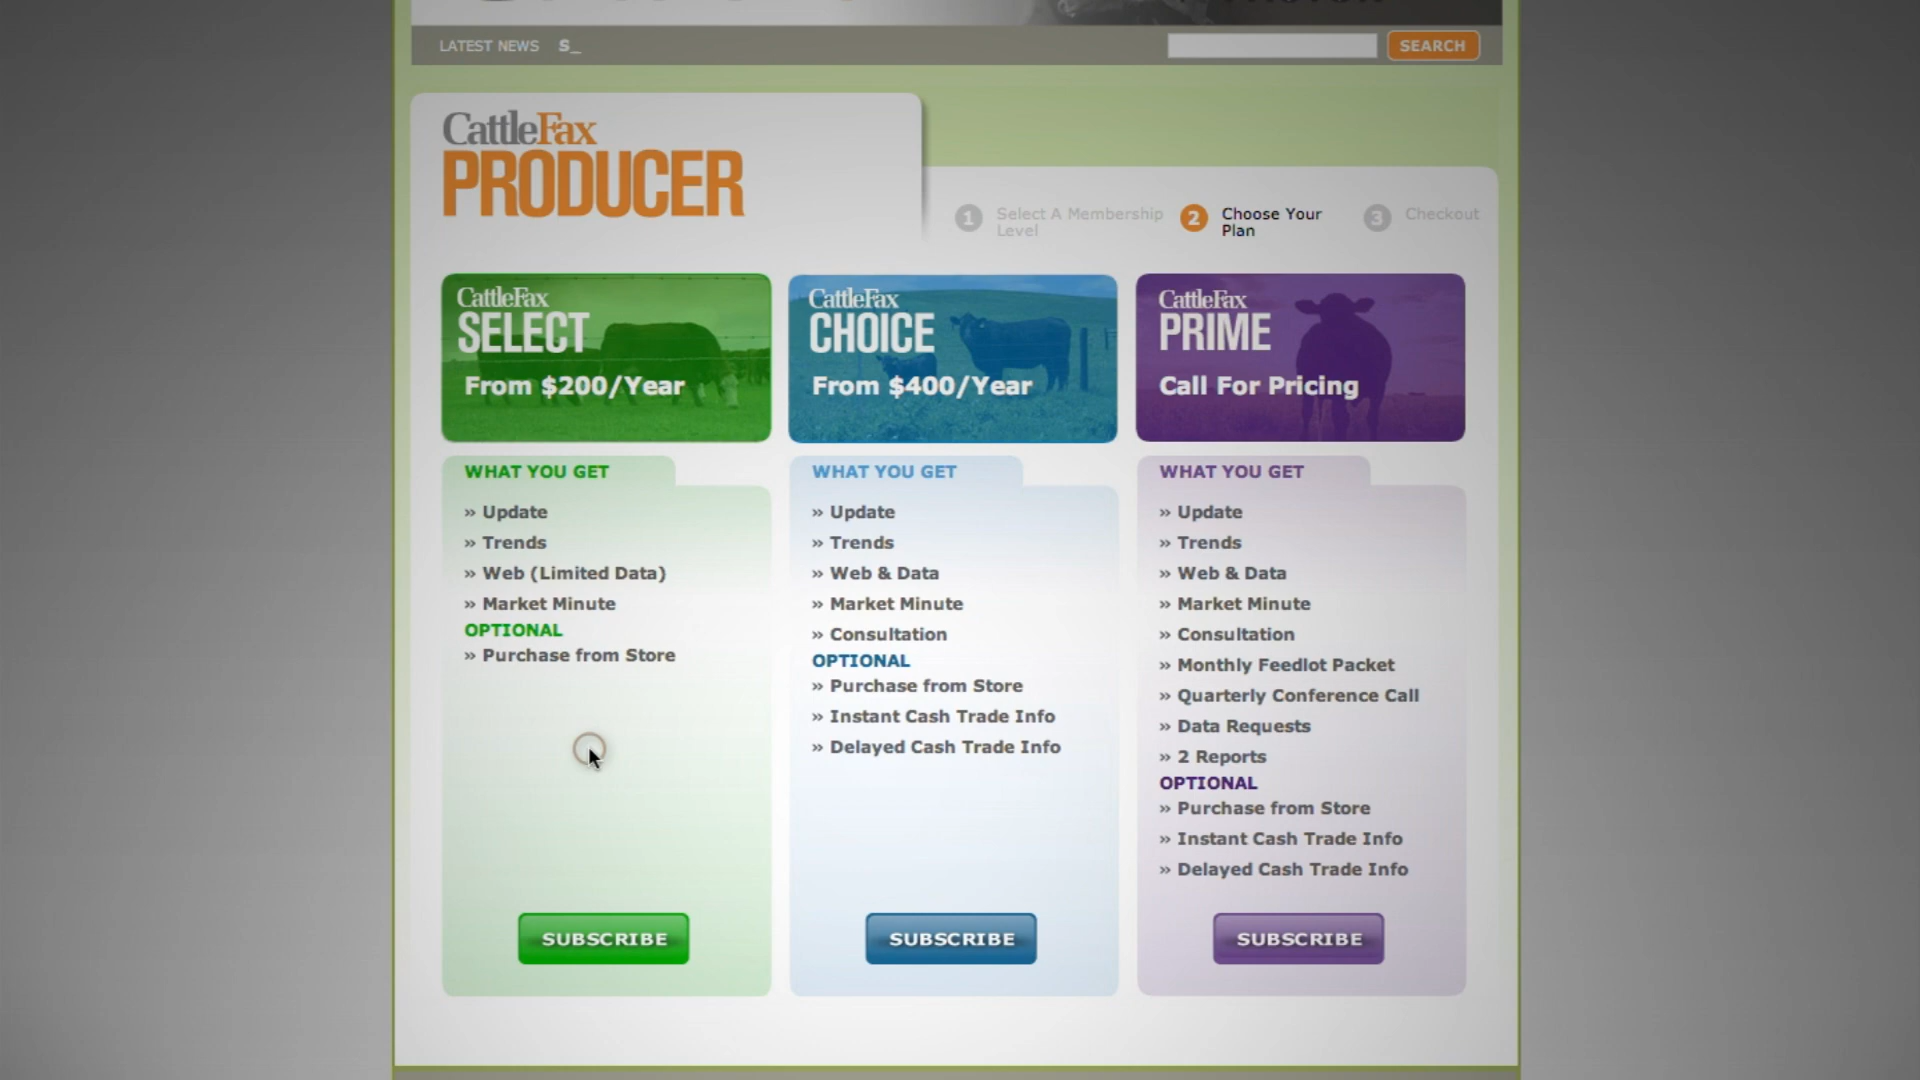 LATEST NEWS S_
SEARCH
CattleFax
PRODUCER
1 Select A Membership
Level
2 Choose Your
Plan
3 Checkout
CattleFax
SELECT
From $200/Year
WHAT YOU GET
» Update
» Trends
» Web (Limited Data)
» Market Minute
OPTIONAL
» Purchase from Store
SUBSCRIBE
CattleFax
CHOICE
From $400/Year
WHAT YOU GET
» Update
» Trends
» Web & Data
» Market Minute
» Consultation
OPTIONAL
» Purchase from Store
» Instant Cash Trade Info
» Delayed Cash Trade Info
SUBSCRIBE
CattleFax
PRIME
Call For Pricing
WHAT YOU GET
» Update
» Trends
» Web & Data
» Market Minute
» Consultation
» Monthly Feedlot Packet
» Quarterly Conference Call
» Data Requests
» 2 Reports
OPTIONAL
» Purchase from Store
» Instant Cash Trade Info
» Delayed Cash Trade Info
SUBSCRIBE